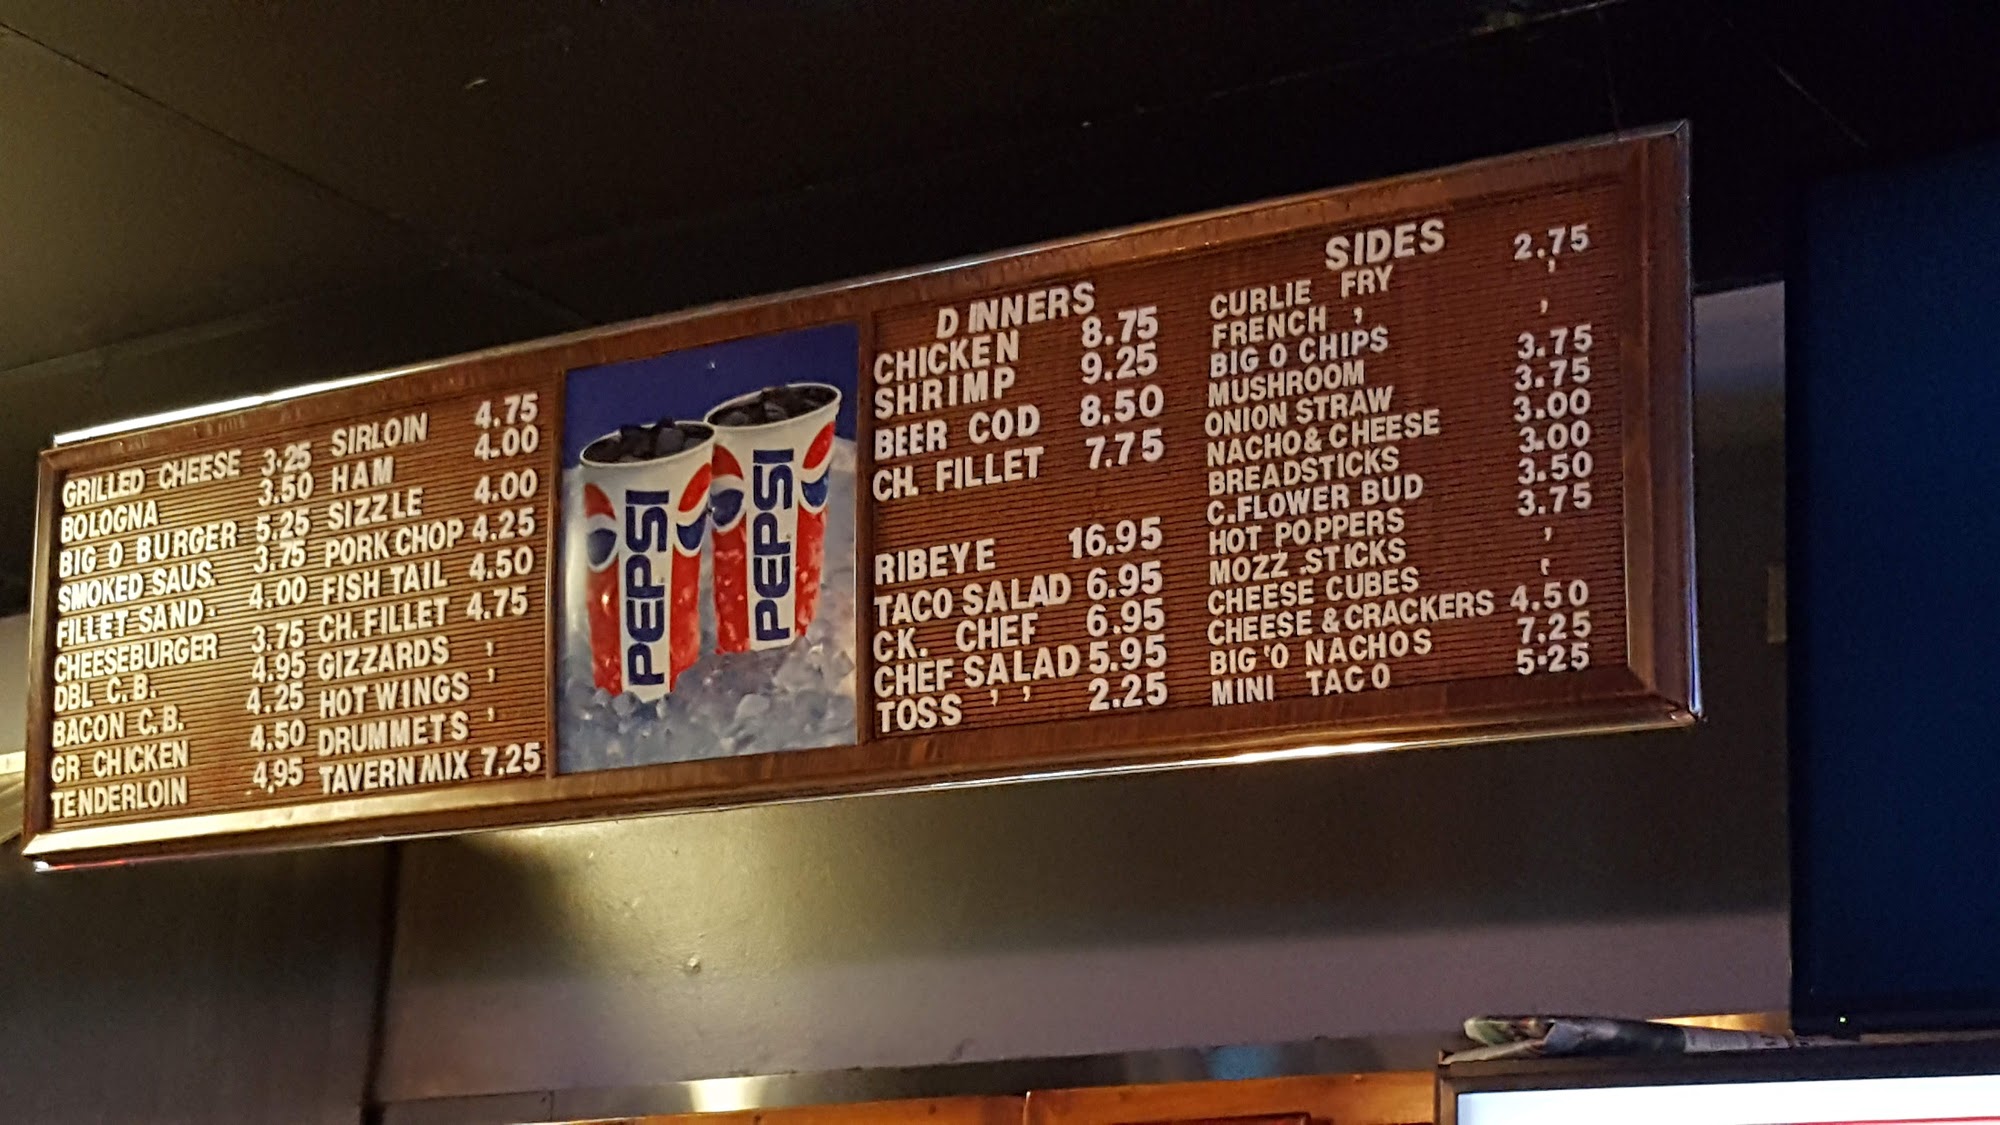 GRILLED CHEESE 3.25
BOLOGNA 3.50
BIG O BURGER 5.25
SMOKED SAUS. 3.75
FILLET SAND. 4.00
CHEESEBURGER 3.75
DBL C.B. 4.95
BACON C.B. 4.25
GR CHICKEN 4.50
TENDERLOIN 4.95
SIRLOIN 4.75
HAM 4.00
SIZZLE 4.00
PORK CHOP 4.25
FISH TAIL 4.50
CH. FILLET 4.75
GIZZARDS '
HOT WINGS '
DRUMMETS '
TAVERN MIX 7.25
PEPSI
PEPSI
DINNERS
CHICKEN 8.75
SHRIMP 9.25
BEER COD 8.50
CH. FILLET 7.75
RIBEYE 16.95
TACO SALAD 6.95
CK. CHEF 6.95
CHEF SALAD 5.95
TOSS ' ' 2.25
SIDES
CURLIE FRY 2.75
FRENCH ' '
BIG O CHIPS '
MUSHROOM 3.75
ONION STRAW 3.75
NACHO & CHEESE 3.00
BREADSTICKS 3.00
C.FLOWER BUD 3.50
HOT POPPERS 3.75
MOZZ.STICKS '
CHEESE CUBES '
CHEESE & CRACKERS 4.50
BIG 'O NACHOS 7.25
MINI TACO 5.25